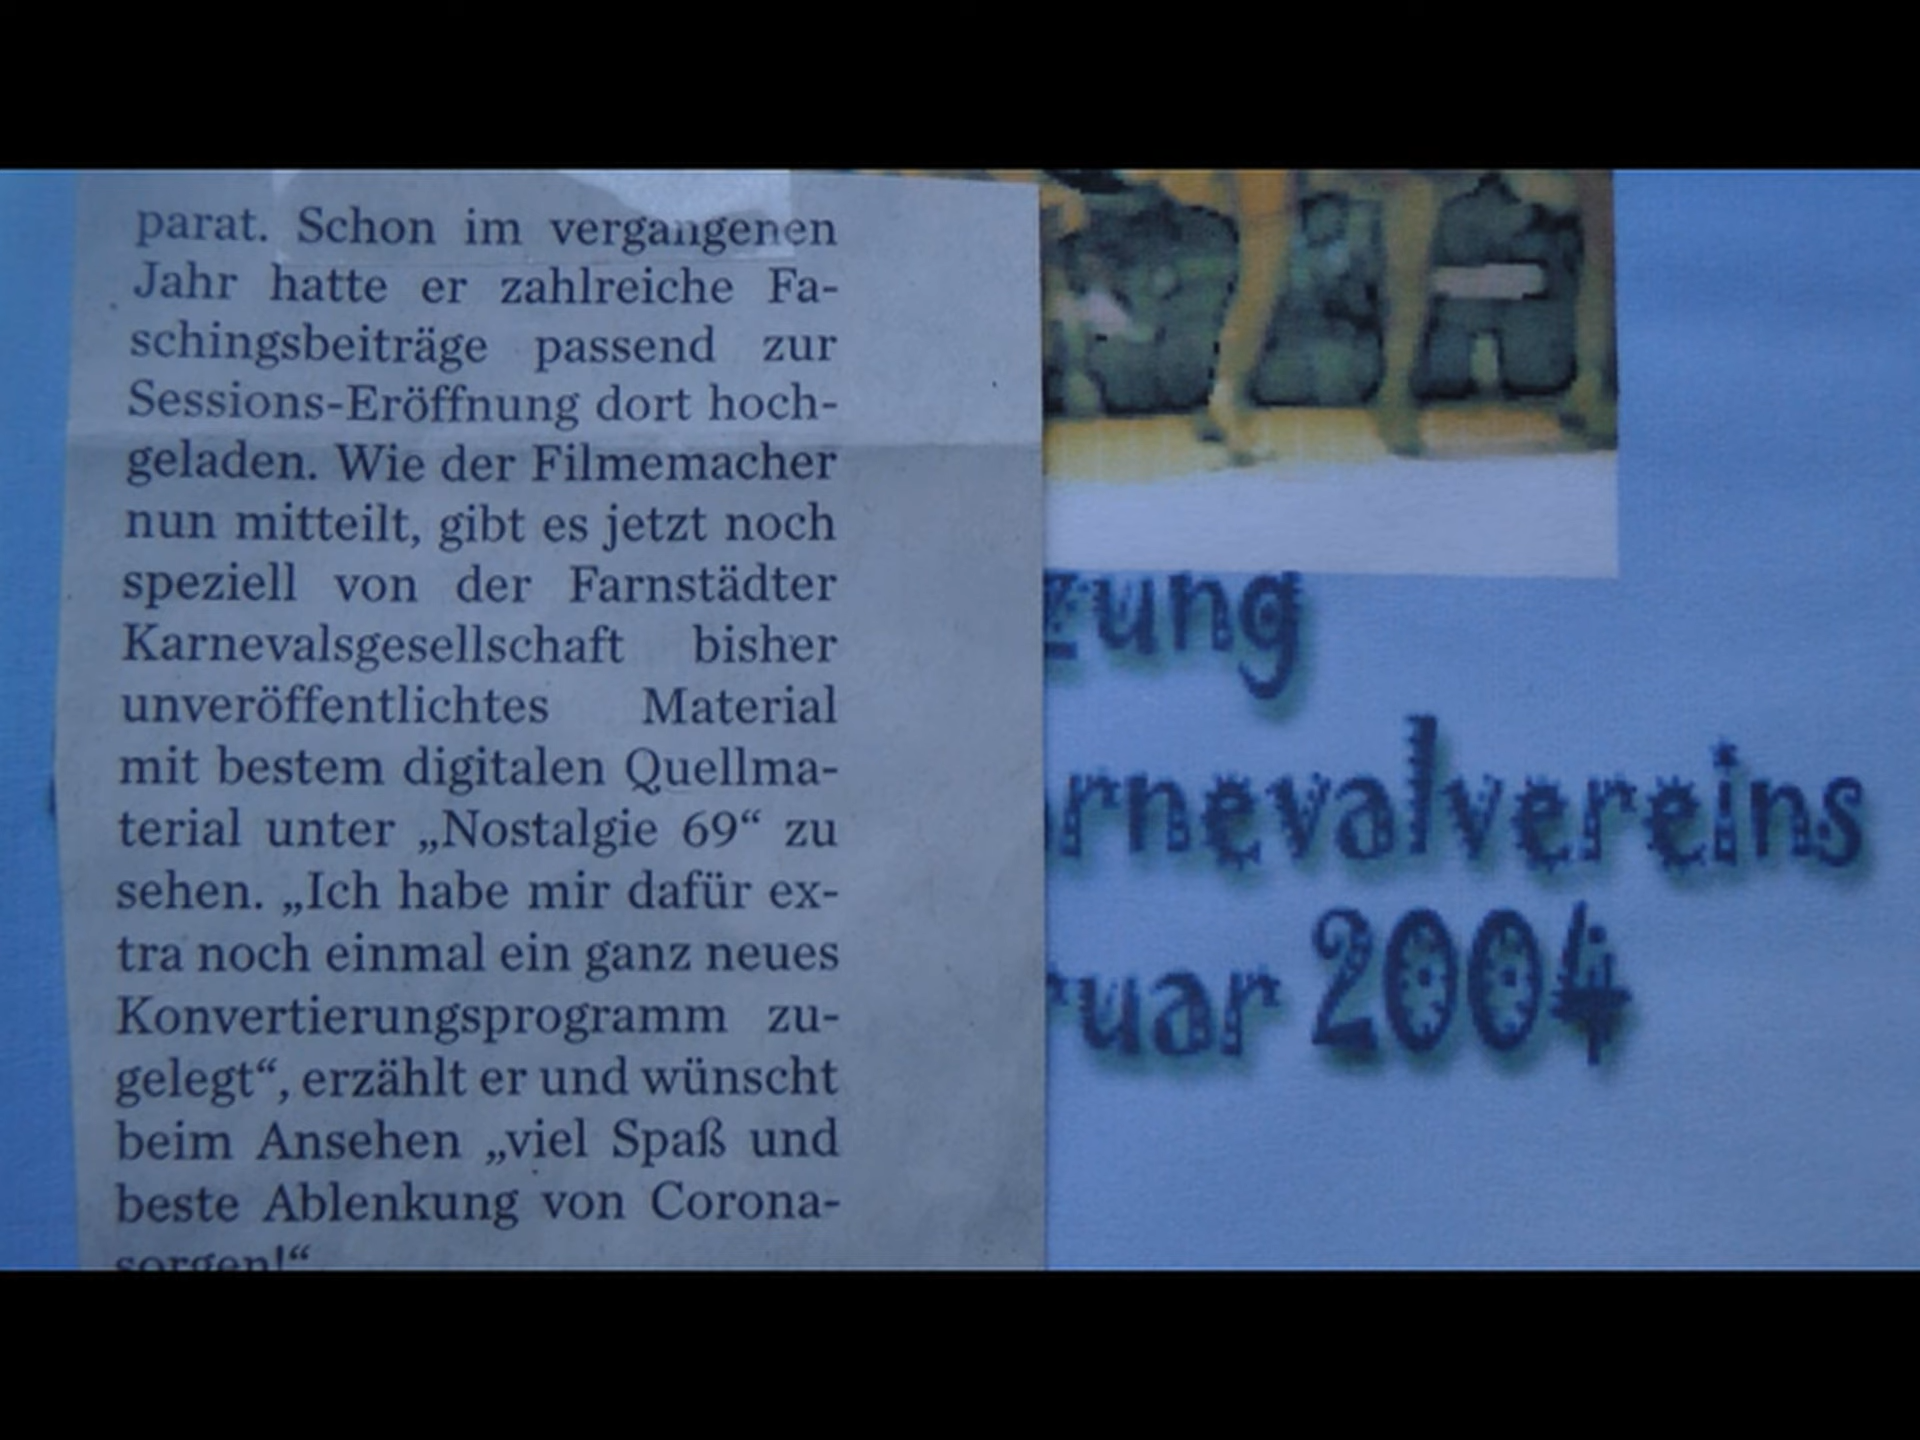 parat. Schon im vergangenen
Jahr hatte er zahlreiche Fa-
schingsbeiträge passend zur
Sessions-Eröffnung dort hoch-
geladen. Wie der Filmemacher
nun mitteilt, gibt es jetzt noch
speziell von der Farnstädter
Karnevalsgesellschaft bisher
unveröffentlichtes Material
mit bestem digitalen Quellma-
terial unter „Nostalgie 69“ zu
sehen. „Ich habe mir dafür ex-
tra noch einmal ein ganz neues
Konvertierungsprogramm zu-
gelegt“, erzählt er und wünscht
beim Ansehen „viel Spaß und
beste Ablenkung von Corona-
sorgen!“
zung
rnevalvereins
ruar 2004